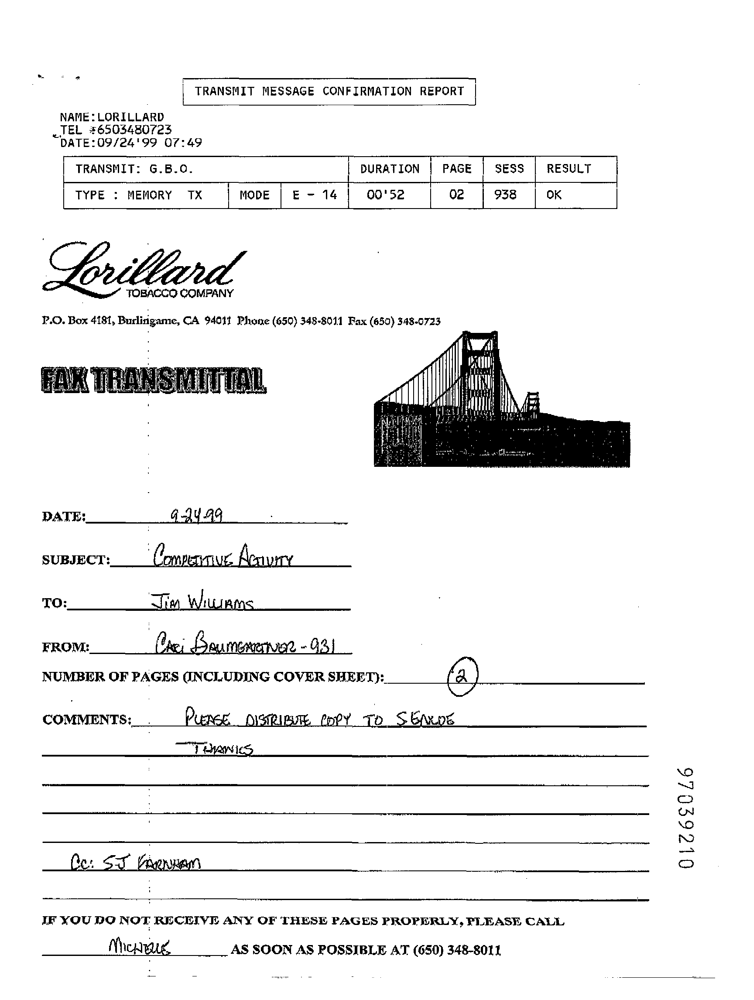 TRANSMIT MESSAGE CONFIRMATION REPORT
NAME:LORILLARD
TEL *6503480723
DATE:09/24'99 07:49
TRANSMIT: G.B.O. DURATION PAGE SESS RESULT
TYPE : MEMORY TX MODE E - 14 00'52 02 938 OK
Lorillard
TOBACCO COMPANY
P.O. Box 4181, Burlingame, CA 94011 Phone (650) 348-8011 Fax (650) 348-0723
FAX TRANSMITTAL
DATE: 9-24-99
SUBJECT: COMPETITIVE ACTIVITY
TO: JIM WILLIAMS
FROM: CARI BAUMGARTNER - 931
NUMBER OF PAGES (INCLUDING COVER SHEET): 2
COMMENTS: PLEASE DISTRIBUTE COPY TO
THANKS
CC: SJ FARNHAM
IF YOU DO NOT RECEIVE ANY OF THESE PAGES PROPERLY, PLEASE CALL
MICHELLE AS SOON AS POSSIBLE AT (650) 348-8011
97039210